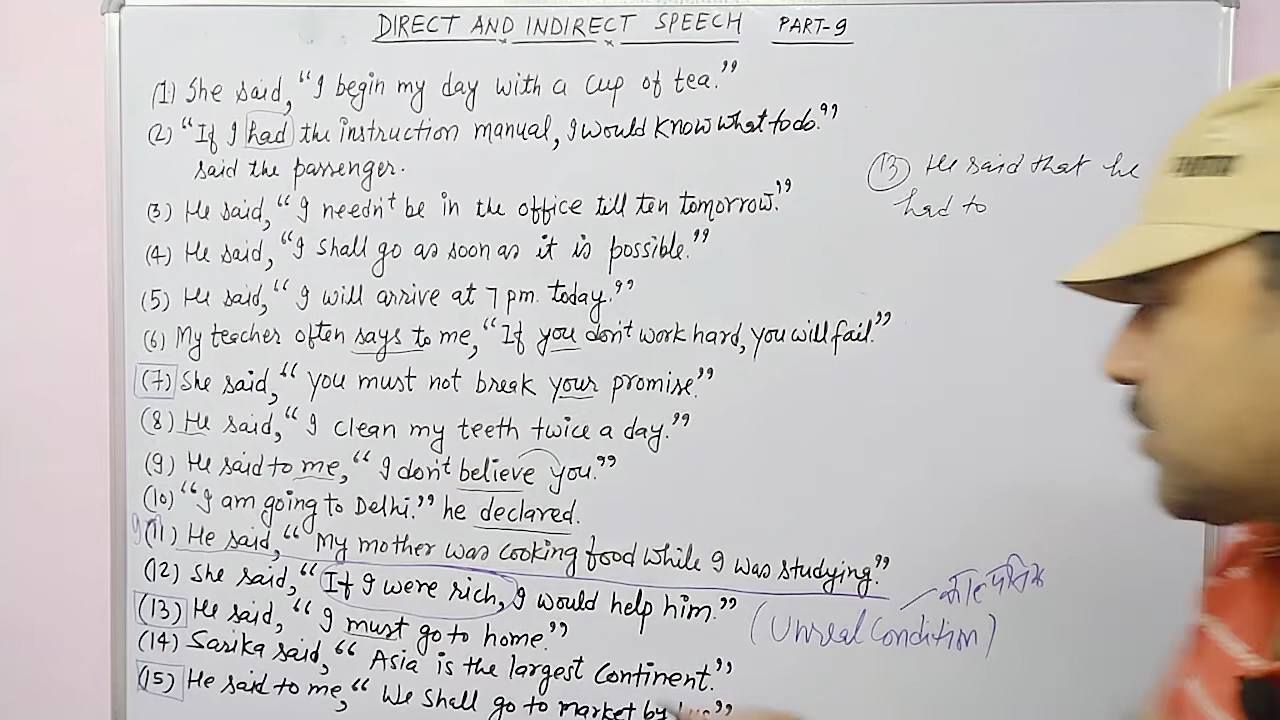 DIRECT AND INDIRECT SPEECH PART-9
(1) She said, “I begin my day with a cup of tea.”
(2) “If I had the instruction manual, I would know what to do.”
said the passenger.
(3) He said, “I needn't be in the office till ten tomorrow.”
(4) He said, “I shall go as soon as it is possible.”
(5) He said, “I will arrive at 7 pm. today.”
(6) My teacher often says to me, “If you don't work hard, you will fail.”
(7) She said, “you must not break your promise.”
(8) He said, “I clean my teeth twice a day.”
(9) He said to me, “I don't believe you.”
(10) “I am going to Delhi.” he declared.
(11) He said, “My mother was cooking food while I was studying.”
(12) She said, “If I were rich, I would help him.”
(Unreal Condition)
(13) He said, “I must go to home.”
(14) Sarika said, “Asia is the largest Continent.”
(15) He said to me, “We shall go to market by
(13) He said that he
had to